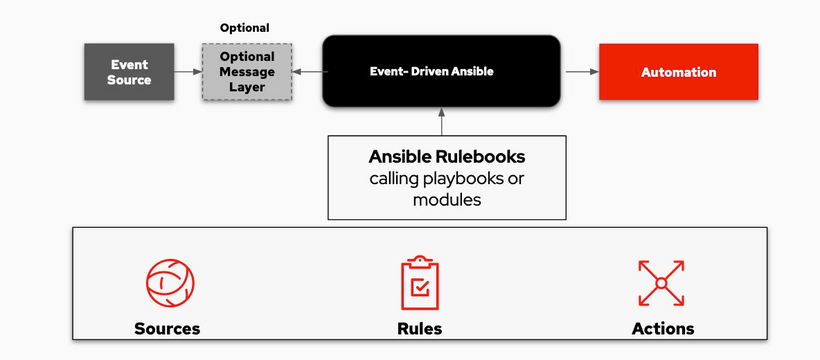 Optional
Event
Source
Optional
Message
Layer
Event- Driven Ansible
Automation
Ansible Rulebooks
calling playbooks or
modules
Sources
Rules
Actions